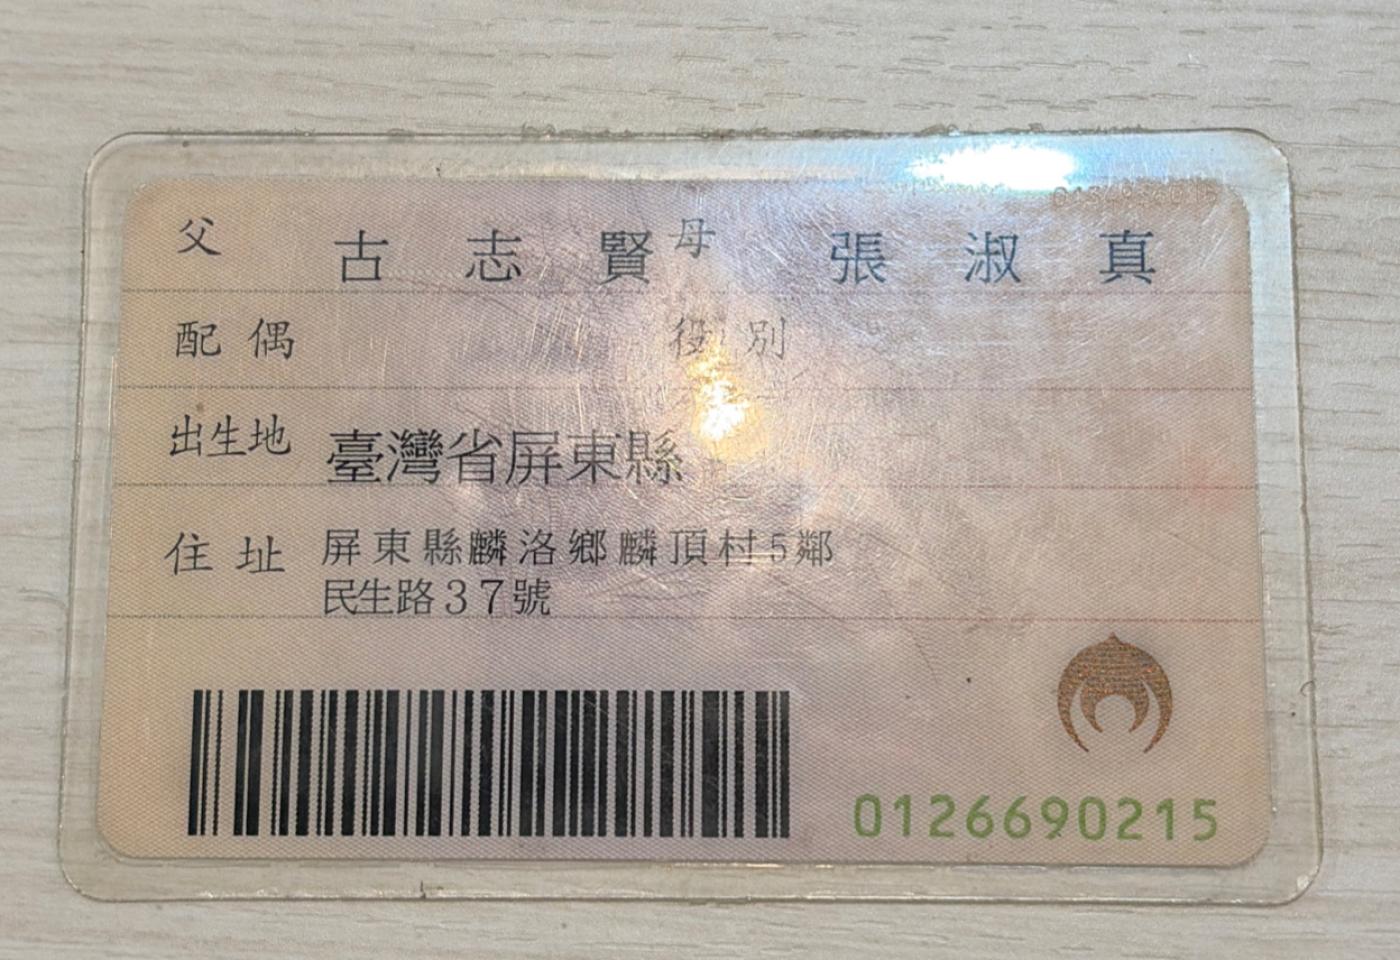 父 古志賢 母 張淑真
配偶 役別
出生地 臺灣省屏東縣
住址 屏東縣麟洛鄉麟頂村5鄰
民生路37號
0126690215